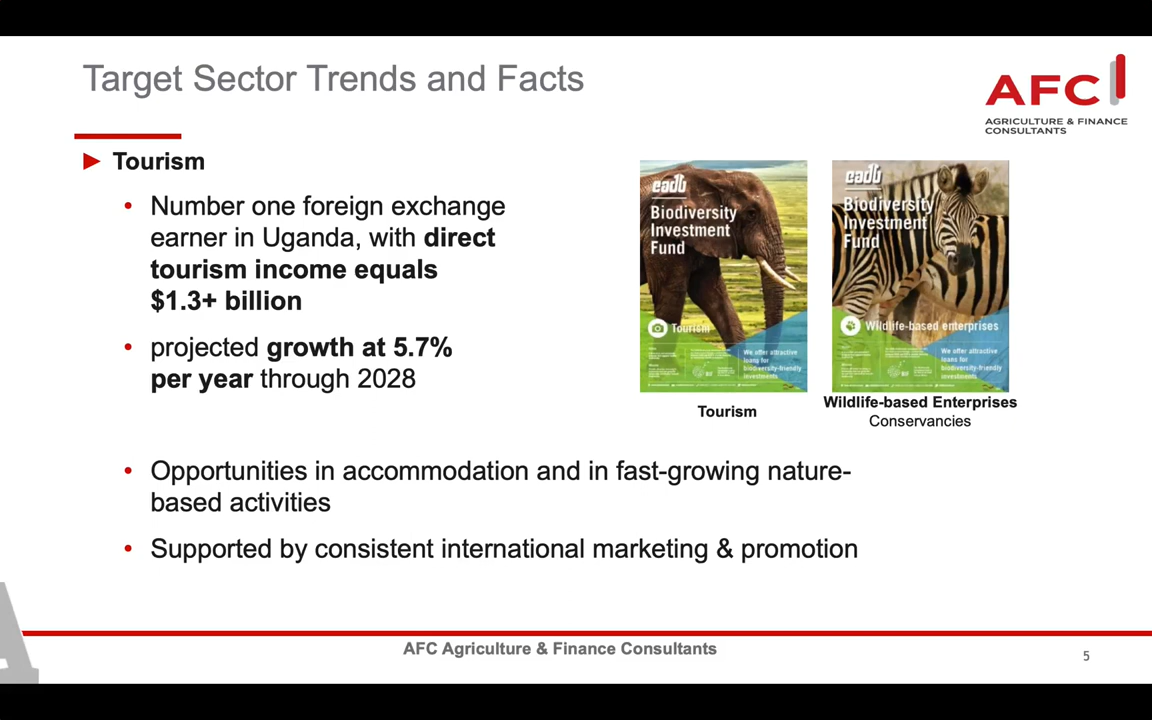 Target Sector Trends and Facts
AFC
AGRICULTURE & FINANCE
CONSULTANTS
► Tourism
• Number one foreign exchange
earner in Uganda, with direct
tourism income equals
$1.3+ billion
• projected growth at 5.7%
per year through 2028
eadb
Biodiversity
Investment
Fund
Tourism
We offer attractive
loans for
biodiversity-friendly
investments
Tourism
eadb
Biodiversity
Investment
Fund
Wildlife-based enterprises
We offer attractive
loans for
biodiversity-friendly
investments
Wildlife-based Enterprises
Conservancies
• Opportunities in accommodation and in fast-growing nature-
based activities
• Supported by consistent international marketing & promotion
AFC Agriculture & Finance Consultants
5